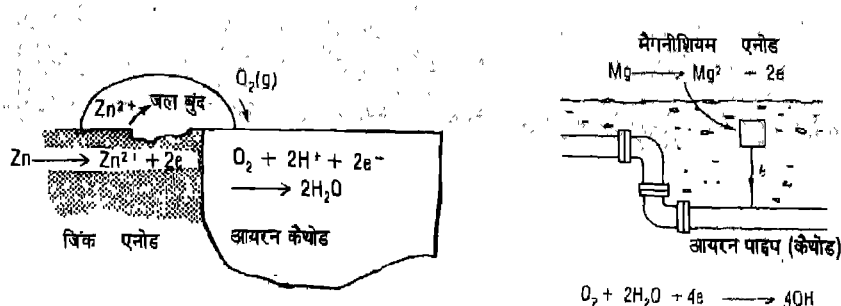 O₂(g)
Zn²⁺ जल बुंद
Zn ⟶ Zn²⁺ + 2e
O₂ + 2H⁺ + 2e⁻
⟶ 2H₂O
जिंक एनोड
आयरन कैथोड
मैगनीशियम एनोड
Mg ⟶ Mg² + 2e
आयरन पाइप (कैथोड)
O₂ + 2H₂O + 4e ⟶ 4OH